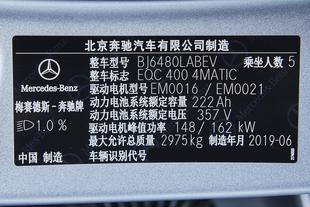 北京奔驰汽车有限公司制造
整车型号 BJ6480LABEV 乘坐人数 5
整车标志 EQC 400 4MATIC
Mercedes-Benz
驱动电机型号 EM0016 / EM0021
梅赛德斯-奔驰牌
动力电池系统额定容量 222 Ah
动力电池系统额定电压 357 V
1.0 %
驱动电机峰值功率 148 / 162 kW
最大允许总质量 2975kg 制造年月 2019-06
中国 制造 车辆识别代号